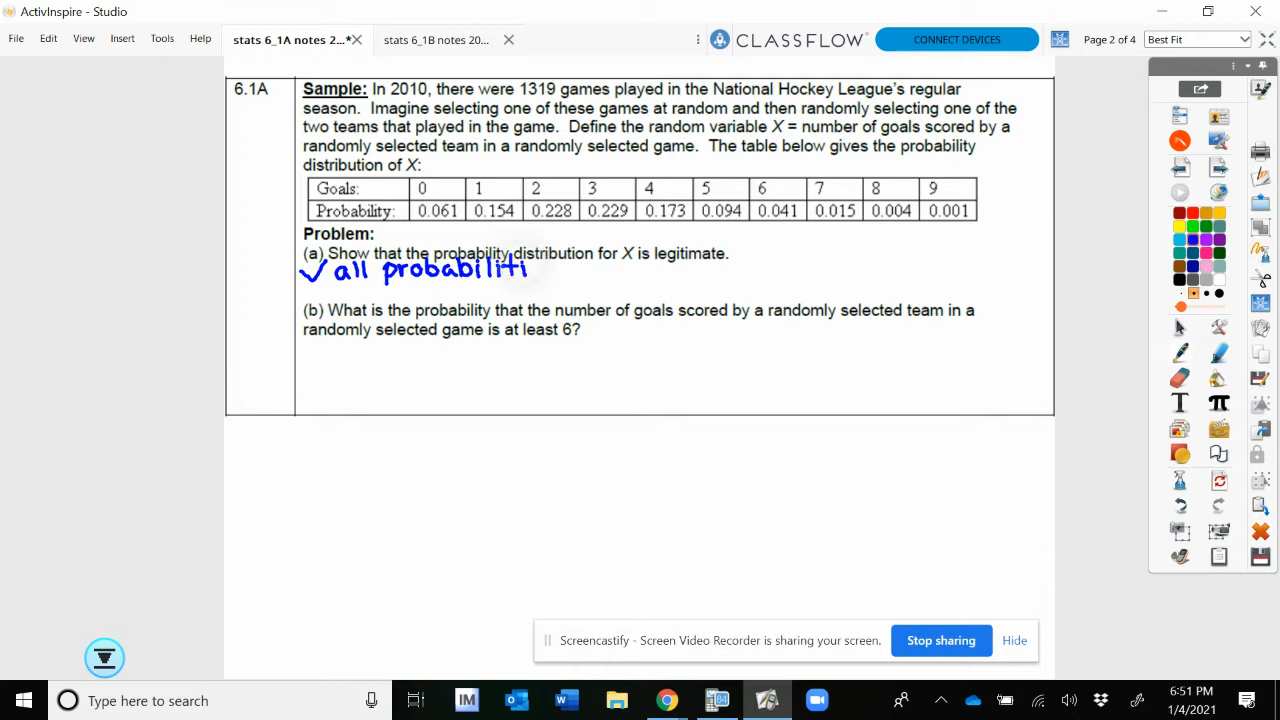 ActivInspire - Studio
File Edit View Insert Tools Help
stats 6_1A notes 2...*
stats 6_1B notes 20...
CLASSFLOW
CONNECT DEVICES
Page 2 of 4
Best Fit
6.1A
Sample: In 2010, there were 1319 games played in the National Hockey League's regular
season. Imagine selecting one of these games at random and then randomly selecting one of the
two teams that played in the game. Define the random variable X = number of goals scored by a
randomly selected team in a randomly selected game. The table below gives the probability
distribution of X:
Goals: 0 1 2 3 4 5 6 7 8 9
Probability: 0.061 0.154 0.228 0.229 0.173 0.094 0.041 0.015 0.004 0.001
Problem:
(a) Show that the probability distribution for X is legitimate.
✓ all probabiliti
(b) What is the probability that the number of goals scored by a randomly selected team in a
randomly selected game is at least 6?
Screencastify - Screen Video Recorder is sharing your screen.
Stop sharing
Hide
Type here to search
IM
6:51 PM
1/4/2021